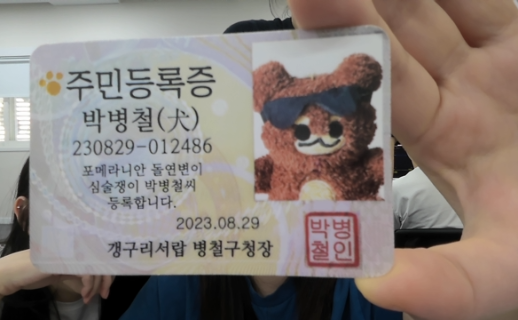 주민등록증
박병철(犬)
230829-012486
포메라니안 돌연변이
심술쟁이 박병철씨
등록합니다.
2023.08.29
갱구리서랍 병철구청장
박병
철인